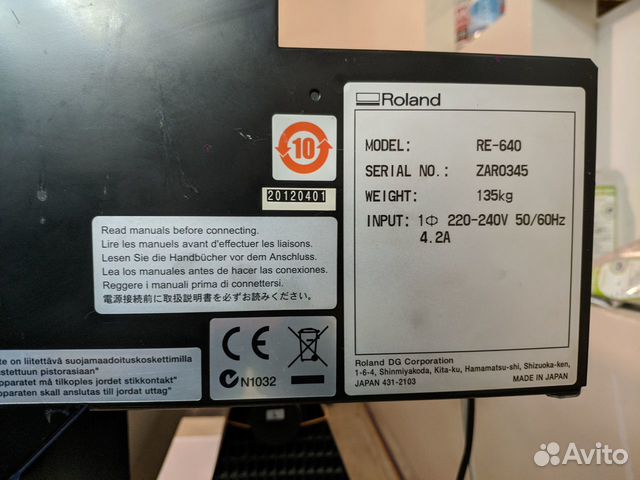 Roland
MODEL: RE-640
SERIAL NO.: ZAR0345
WEIGHT: 135kg
INPUT: 1Φ 220-240V 50/60Hz
4.2A
Roland DG Corporation
1-6-4, Shinmiyakoda, Kita-ku, Hamamatsu-shi, Shizuoka-ken,
JAPAN 431-2103 MADE IN JAPAN
10
20120401
Read manuals before connecting.
Lire les manuels avant d'effectuer les liaisons.
Lesen Sie die Handbücher vor dem Anschluss.
Lea los manuales antes de hacer las conexiones.
Reggere i manuali prima di connettersi.
電源接続前に取扱説明書を必ずお読みください。
CE
N1032
te on liitettävä suojamaadoituskoskettimilla
stettuun pistorasiaan"
apparatet må tilkoples jordet stikkontakt"
apparaten skall anslutas till jordat uttag"
Avito